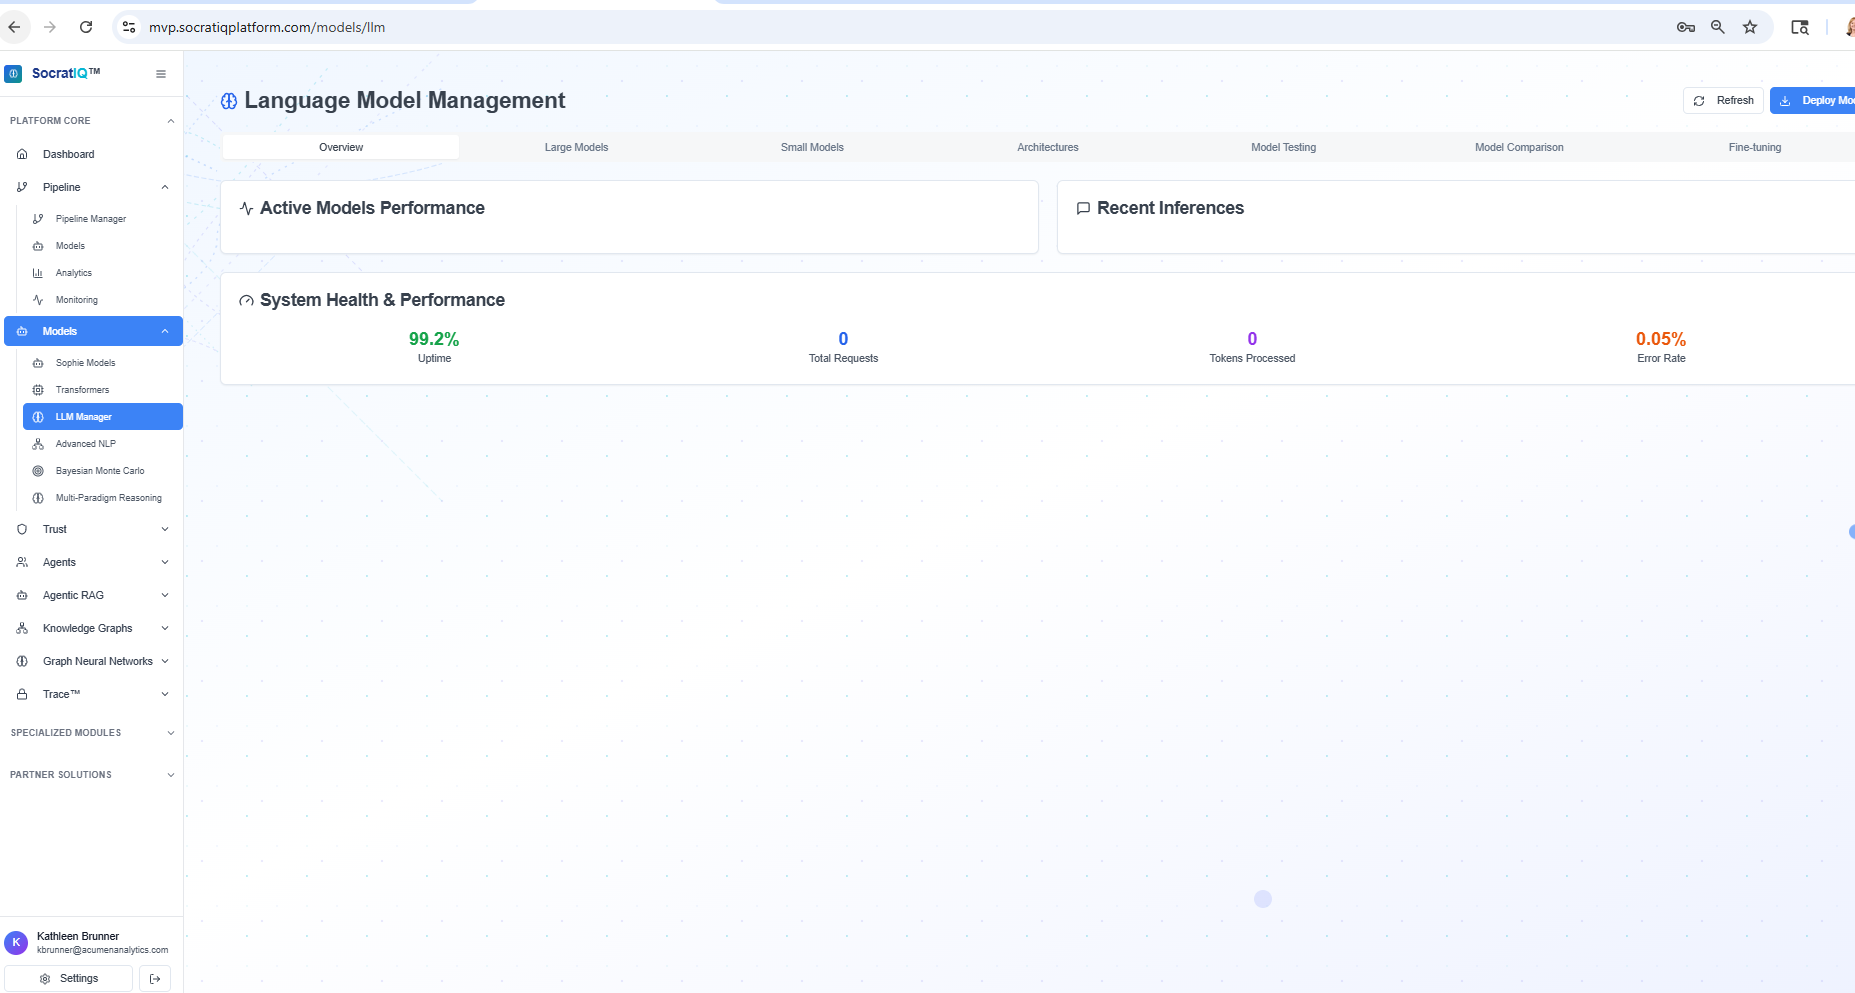 mvp.socratiqplatform.com/models/llm
SocratIQ™
PLATFORM CORE
Dashboard
Pipeline
Pipeline Manager
Models
Analytics
Monitoring
Models
Sophie Models
Transformers
LLM Manager
Advanced NLP
Bayesian Monte Carlo
Multi-Paradigm Reasoning
Trust
Agents
Agentic RAG
Knowledge Graphs
Graph Neural Networks
Trace™
SPECIALIZED MODULES
PARTNER SOLUTIONS
K
Kathleen Brunner
kbrunner@acumenanalytics.com
Settings
Language Model Management
Refresh
Deploy Mo
Overview
Large Models
Small Models
Architectures
Model Testing
Model Comparison
Fine-tuning
Active Models Performance
Recent Inferences
System Health & Performance
99.2%
Uptime
0
Total Requests
0
Tokens Processed
0.05%
Error Rate